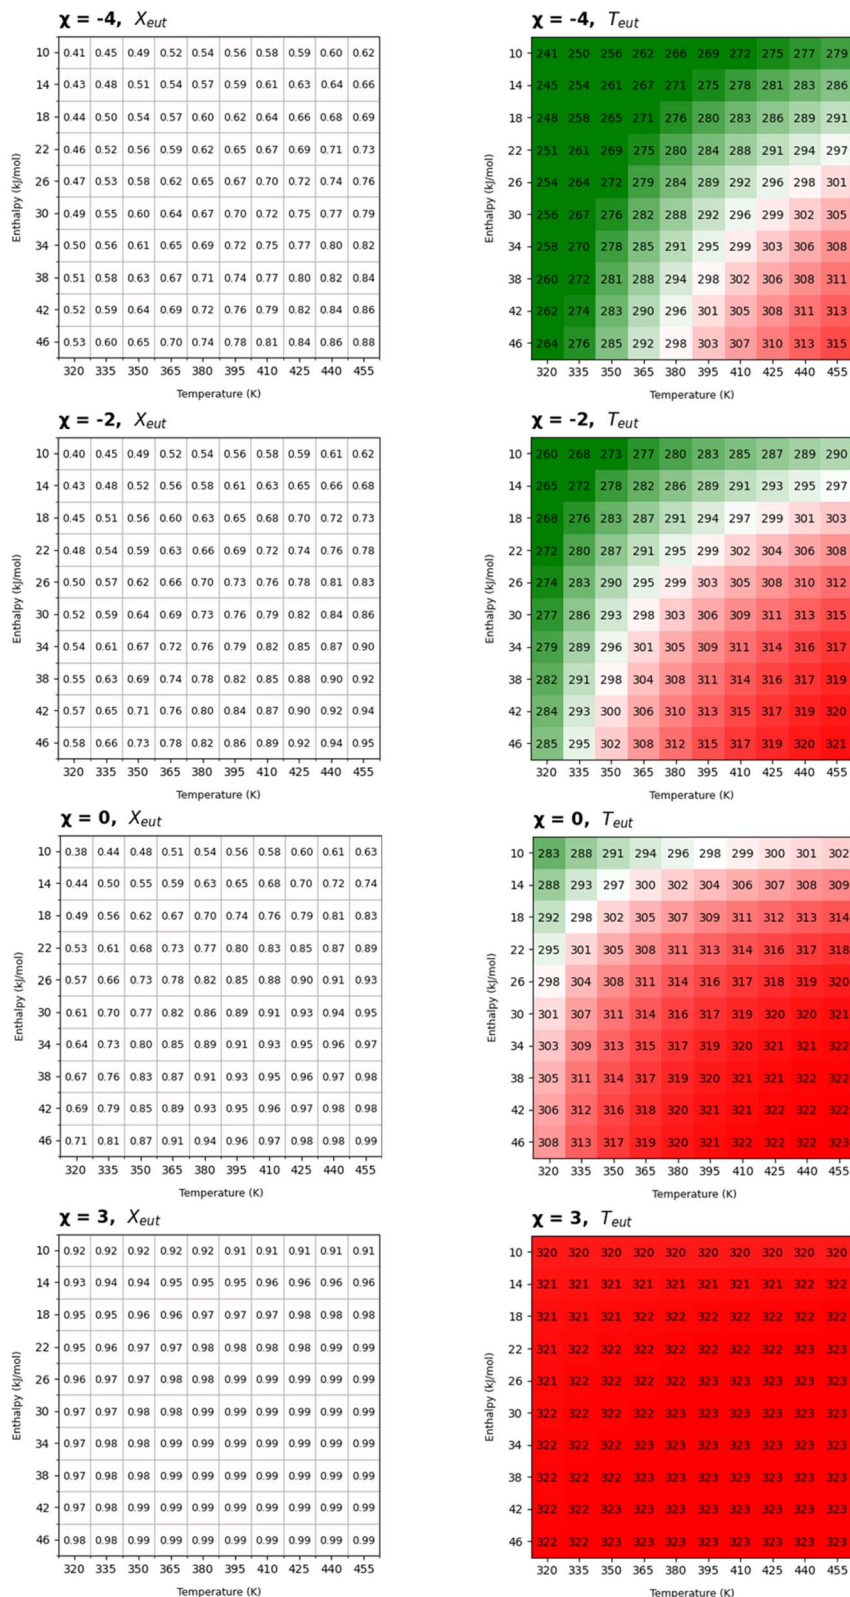 χ = -4, X_eut
10 0.41 0.45 0.49 0.52 0.54 0.56 0.58 0.59 0.60 0.62
14 0.43 0.48 0.51 0.54 0.57 0.59 0.61 0.63 0.64 0.66
18 0.44 0.50 0.54 0.57 0.60 0.62 0.64 0.66 0.68 0.69
22 0.46 0.52 0.56 0.59 0.62 0.65 0.67 0.69 0.71 0.73
26 0.47 0.53 0.58 0.62 0.65 0.67 0.70 0.72 0.74 0.76
30 0.49 0.55 0.60 0.64 0.67 0.70 0.72 0.75 0.77 0.79
34 0.50 0.56 0.61 0.65 0.69 0.72 0.75 0.77 0.80 0.82
38 0.51 0.58 0.63 0.67 0.71 0.74 0.77 0.80 0.82 0.84
42 0.52 0.59 0.64 0.69 0.72 0.76 0.79 0.82 0.84 0.86
46 0.53 0.60 0.65 0.70 0.74 0.78 0.81 0.84 0.86 0.88
320 335 350 365 380 395 410 425 440 455
Enthalpy (kJ/mol)
Temperature (K)
χ = -4, T_eut
10 241 250 256 262 266 269 272 275 277 279
14 245 254 261 267 271 275 278 281 283 286
18 248 258 265 271 276 280 283 286 289 291
22 251 261 269 275 280 284 288 291 294 297
26 254 264 272 279 284 289 292 296 298 301
30 256 267 276 282 288 292 296 299 302 305
34 258 270 278 285 291 295 299 303 306 308
38 260 272 281 288 294 298 302 306 308 311
42 262 274 283 290 296 301 305 308 311 313
46 264 276 285 292 298 303 307 310 313 315
320 335 350 365 380 395 410 425 440 455
Enthalpy (kJ/mol)
Temperature (K)
χ = -2, X_eut
10 0.40 0.45 0.49 0.52 0.54 0.56 0.58 0.59 0.61 0.62
14 0.43 0.48 0.52 0.56 0.58 0.61 0.63 0.65 0.66 0.68
18 0.45 0.51 0.56 0.60 0.63 0.65 0.68 0.70 0.72 0.73
22 0.48 0.54 0.59 0.63 0.66 0.69 0.72 0.74 0.76 0.78
26 0.50 0.57 0.62 0.66 0.70 0.73 0.76 0.78 0.81 0.83
30 0.52 0.59 0.64 0.69 0.73 0.76 0.79 0.82 0.84 0.86
34 0.54 0.61 0.67 0.72 0.76 0.79 0.82 0.85 0.87 0.90
38 0.55 0.63 0.69 0.74 0.78 0.82 0.85 0.88 0.90 0.92
42 0.57 0.65 0.71 0.76 0.80 0.84 0.87 0.90 0.92 0.94
46 0.58 0.66 0.73 0.78 0.82 0.86 0.89 0.92 0.94 0.95
320 335 350 365 380 395 410 425 440 455
Enthalpy (kJ/mol)
Temperature (K)
χ = -2, T_eut
10 260 268 273 277 280 283 285 287 289 290
14 265 272 278 282 286 289 291 293 295 297
18 268 276 283 287 291 294 297 299 301 303
22 272 280 287 291 295 299 302 304 306 308
26 274 283 290 295 299 303 305 308 310 312
30 277 286 293 298 303 306 309 311 313 315
34 279 289 296 301 305 309 311 314 316 317
38 282 291 298 304 308 311 314 316 317 319
42 284 293 300 306 310 313 315 317 319 320
46 285 295 302 308 312 315 317 319 320 321
320 335 350 365 380 395 410 425 440 455
Enthalpy (kJ/mol)
Temperature (K)
χ = 0, X_eut
10 0.38 0.44 0.48 0.51 0.54 0.56 0.58 0.60 0.61 0.63
14 0.44 0.50 0.55 0.59 0.63 0.65 0.68 0.70 0.72 0.74
18 0.49 0.56 0.62 0.67 0.70 0.74 0.76 0.79 0.81 0.83
22 0.53 0.61 0.68 0.73 0.77 0.80 0.83 0.85 0.87 0.89
26 0.57 0.66 0.73 0.78 0.82 0.85 0.88 0.90 0.91 0.93
30 0.61 0.70 0.77 0.82 0.86 0.89 0.91 0.93 0.94 0.95
34 0.64 0.73 0.80 0.85 0.89 0.91 0.93 0.95 0.96 0.97
38 0.67 0.76 0.83 0.87 0.91 0.93 0.95 0.96 0.97 0.98
42 0.69 0.79 0.85 0.89 0.93 0.95 0.96 0.97 0.98 0.98
46 0.71 0.81 0.87 0.91 0.94 0.96 0.97 0.98 0.98 0.99
320 335 350 365 380 395 410 425 440 455
Enthalpy (kJ/mol)
Temperature (K)
χ = 0, T_eut
10 283 288 291 294 296 298 299 300 301 302
14 288 293 297 300 302 304 306 307 308 309
18 292 298 302 305 307 309 311 312 313 314
22 295 301 305 308 311 313 314 316 317 318
26 298 304 308 311 314 316 317 318 319 320
30 301 307 311 314 316 317 319 320 320 321
34 303 309 313 315 317 319 320 321 321 322
38 305 311 314 317 319 320 321 321 322 322
42 306 312 316 318 320 321 321 322 322 322
46 308 313 317 319 320 321 322 322 322 323
320 335 350 365 380 395 410 425 440 455
Enthalpy (kJ/mol)
Temperature (K)
χ = 3, X_eut
10 0.92 0.92 0.92 0.92 0.92 0.91 0.91 0.91 0.91 0.91
14 0.93 0.94 0.94 0.95 0.95 0.95 0.96 0.96 0.96 0.96
18 0.95 0.95 0.96 0.96 0.97 0.97 0.97 0.98 0.98 0.98
22 0.95 0.96 0.97 0.97 0.98 0.98 0.98 0.98 0.99 0.99
26 0.96 0.97 0.97 0.98 0.98 0.99 0.99 0.99 0.99 0.99
30 0.97 0.97 0.98 0.98 0.99 0.99 0.99 0.99 0.99 0.99
34 0.97 0.98 0.98 0.99 0.99 0.99 0.99 0.99 0.99 0.99
38 0.97 0.98 0.98 0.99 0.99 0.99 0.99 0.99 0.99 0.99
42 0.97 0.98 0.99 0.99 0.99 0.99 0.99 0.99 0.99 0.99
46 0.98 0.98 0.99 0.99 0.99 0.99 0.99 0.99 0.99 0.99
320 335 350 365 380 395 410 425 440 455
Enthalpy (kJ/mol)
Temperature (K)
χ = 3, T_eut
10 320 320 320 320 320 320 320 320 320 320
14 321 321 321 321 321 321 321 322 322 322
18 321 321 322 322 322 322 322 322 322 322
22 321 322 322 322 322 322 322 322 323 323
26 321 322 322 322 322 323 323 323 323 323
30 322 322 322 322 323 323 323 323 323 323
34 322 322 322 323 323 323 323 323 323 323
38 322 322 322 323 323 323 323 323 323 323
42 322 322 323 323 323 323 323 323 323 323
46 322 322 323 323 323 323 323 323 323 323
320 335 350 365 380 395 410 425 440 455
Enthalpy (kJ/mol)
Temperature (K)